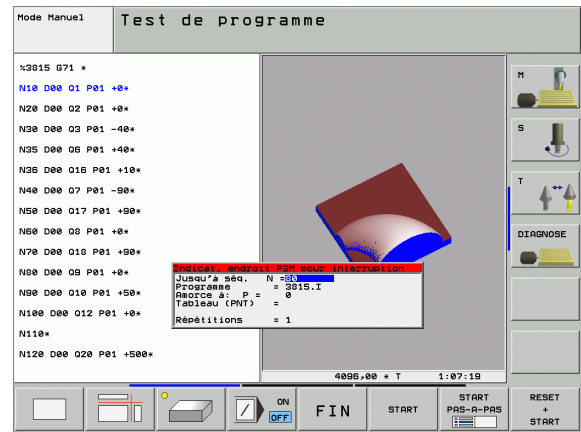 Mode Manuel
Test de programme
%3815 G71 *
N10 D00 Q1 P01 +0*
N20 D00 Q2 P01 +0*
N30 D00 Q3 P01 -40*
N35 D00 Q6 P01 +40*
N36 D00 Q16 P01 +10*
N40 D00 Q7 P01 -90*
N50 D00 Q17 P01 +90*
N60 D00 Q8 P01 +0*
N70 D00 Q18 P01 +90*
N80 D00 Q9 P01 +0*
N90 D00 Q10 P01 +50*
N100 D00 Q12 P01 +0*
N110*
N120 D00 Q20 P01 +500*
Indicat. endroit PGM pour interruption
Jusqu'à séq. N =80
Programme = 3815.I
Amorce à: P = 0
Tableau (PNT) =
Répétitions = 1
4096,00 * T 1:07:19
M
S
T
DIAGNOSE
ON
OFF
FIN
START
START
PAS-A-PAS
RESET
+
START